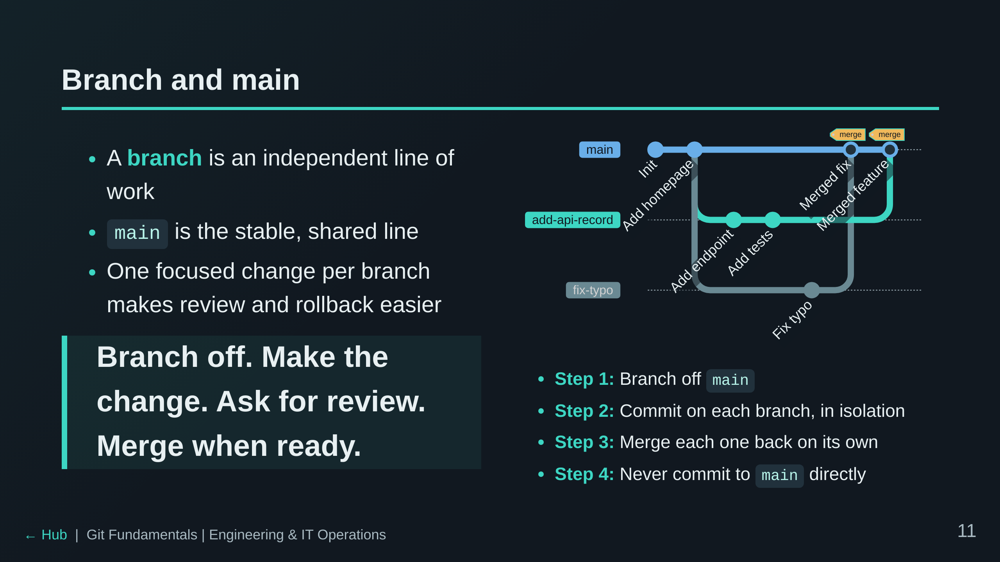 Branch and main
• A branch is an independent line of
work
• main is the stable, shared line
• One focused change per branch
makes review and rollback easier
Branch off. Make the
change. Ask for review.
Merge when ready.
merge
merge
main
Init
Add homepage
Merged fix
Merged feature
add-api-record
Add endpoint
Add tests
fix-typo
Fix typo
• Step 1: Branch off main
• Step 2: Commit on each branch, in isolation
• Step 3: Merge each one back on its own
• Step 4: Never commit to main directly
← Hub | Git Fundamentals | Engineering & IT Operations
11